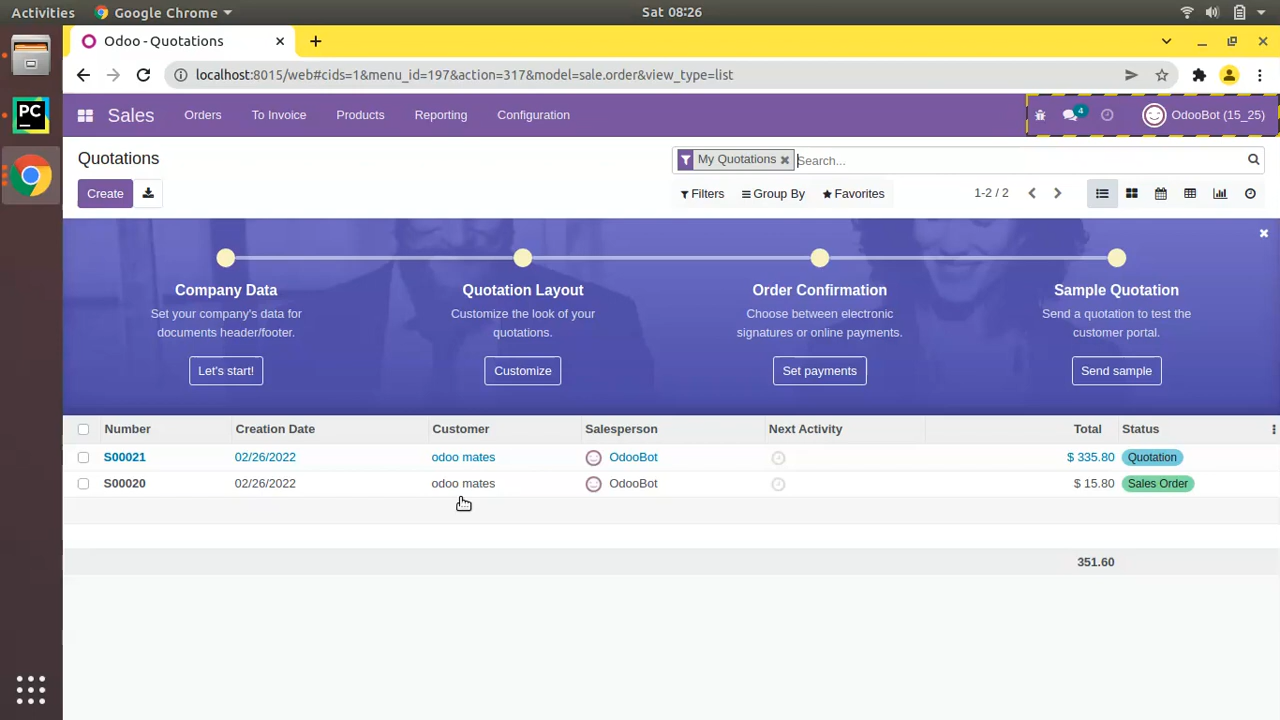 Activities Google Chrome Sat 08:26
Odoo - Quotations
localhost:8015/web#cids=1&menu_id=197&action=317&model=sale.order&view_type=list
Sales Orders To Invoice Products Reporting Configuration 4 OdooBot (15_25)
Quotations My Quotations Search...
Create Filters Group By Favorites 1-2 / 2
Company Data Quotation Layout Order Confirmation Sample Quotation
Set your company's data for Customize the look of your Choose between electronic Send a quotation to test the
documents header/footer. quotations. signatures or online payments. customer portal.
Let's start! Customize Set payments Send sample
Number Creation Date Customer Salesperson Next Activity Total Status
S00021 02/26/2022 odoo mates OdooBot $ 335.80 Quotation
S00020 02/26/2022 odoo mates OdooBot $ 15.80 Sales Order
351.60
PC